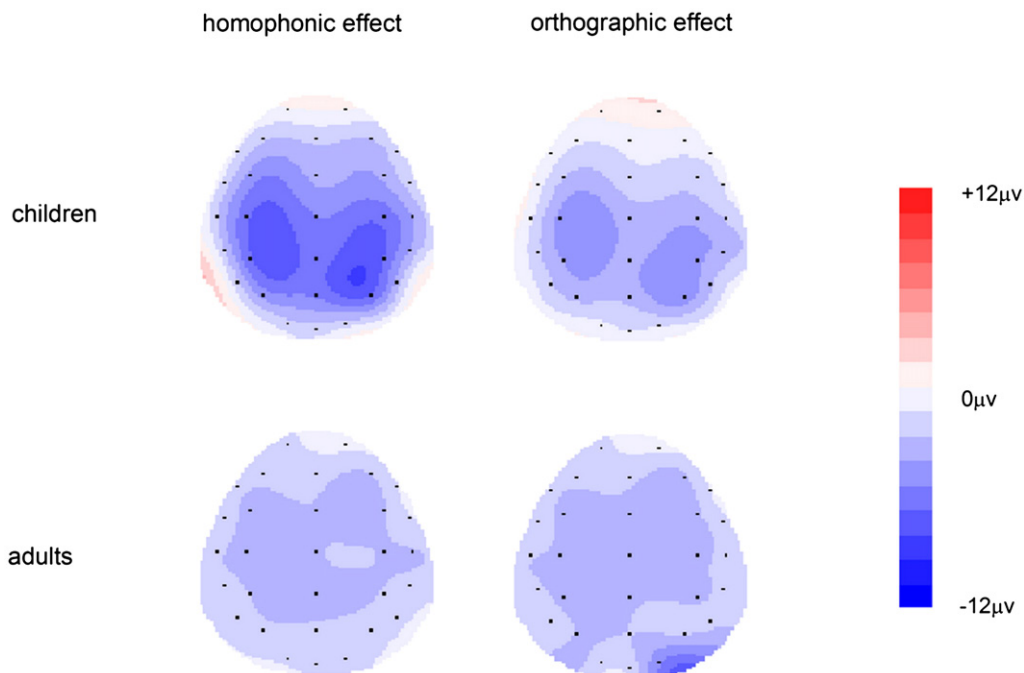 homophonic effect
orthographic effect
children
+12μv
0μv
adults
-12μv